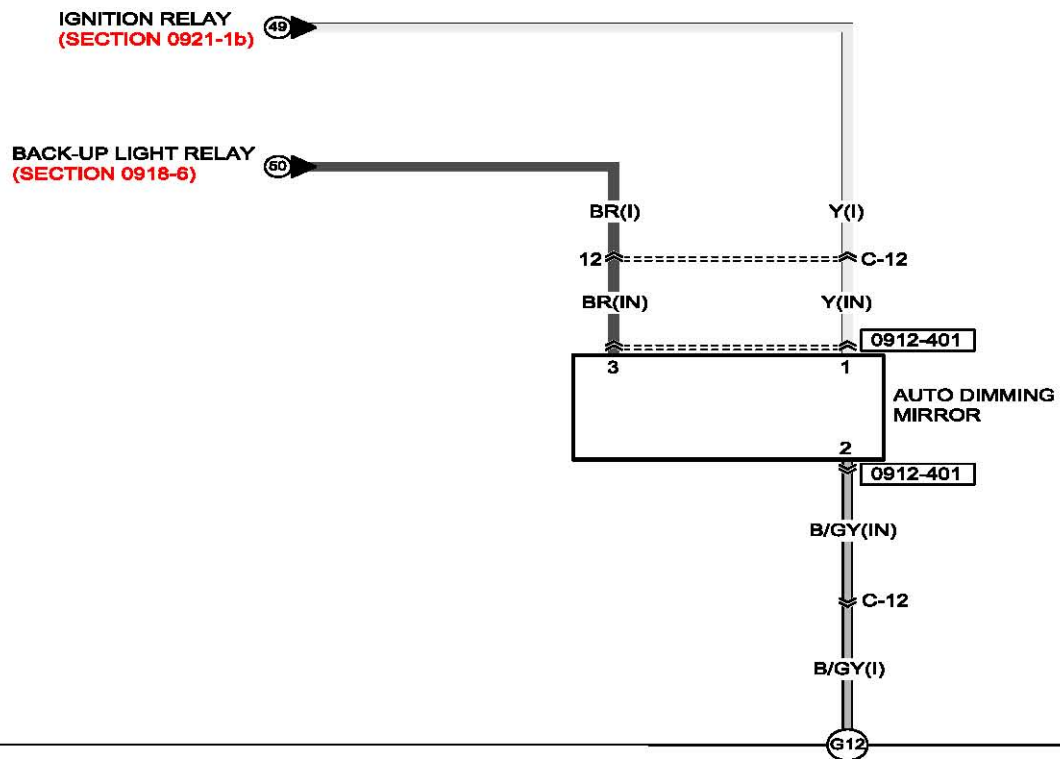 IGNITION RELAY
(SECTION 0921-1b)
49
BACK-UP LIGHT RELAY
(SECTION 0918-6)
50
BR(I)
Y(I)
12
C-12
BR(IN)
Y(IN)
0912-401
3
1
AUTO DIMMING
MIRROR
2
0912-401
B/GY(IN)
C-12
B/GY(I)
G12